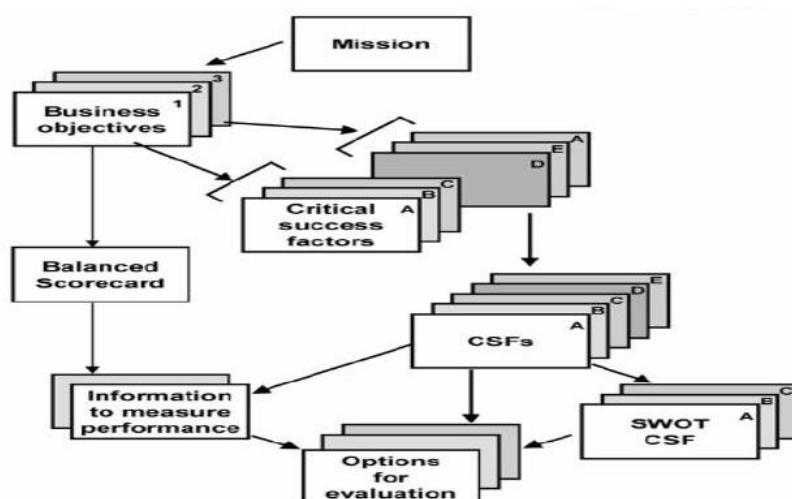 Mission
3
2
1
Business
objectives
A
E
D
C
B
A
Critical
success
factors
Balanced
Scorecard
E
D
C
B
A
CSFs
Information
to measure
performance
C
B
A
SWOT
CSF
Options
for
evaluation